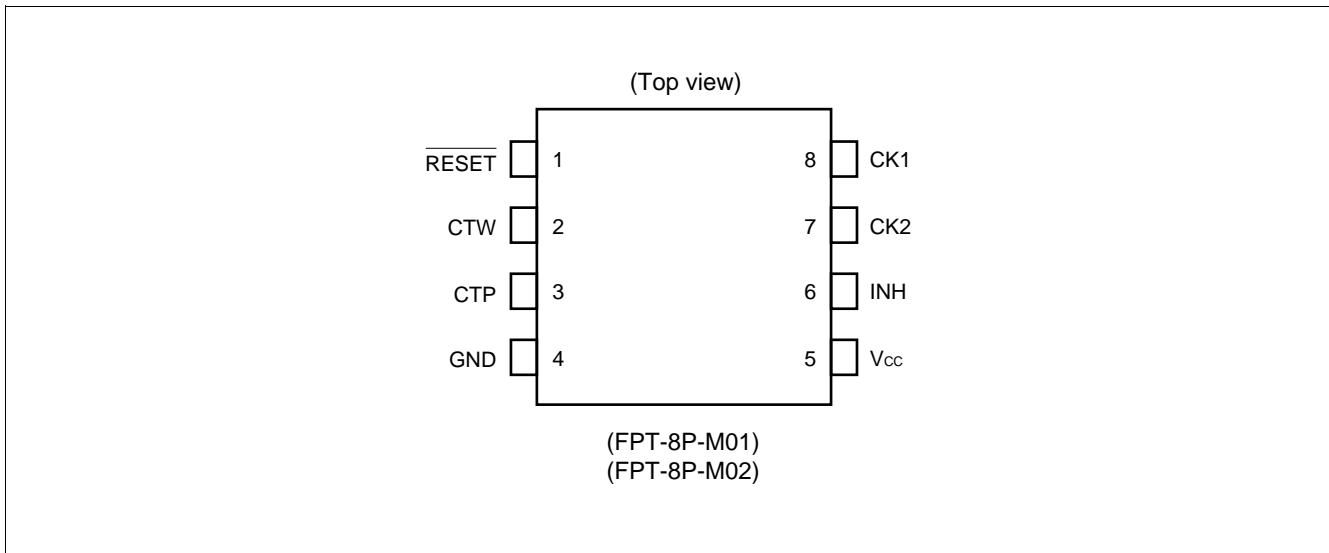 (Top view)
RESET 1 8 CK1
CTW 2 7 CK2
CTP 3 6 INH
GND 4 5 VCC
(FPT-8P-M01)
(FPT-8P-M02)